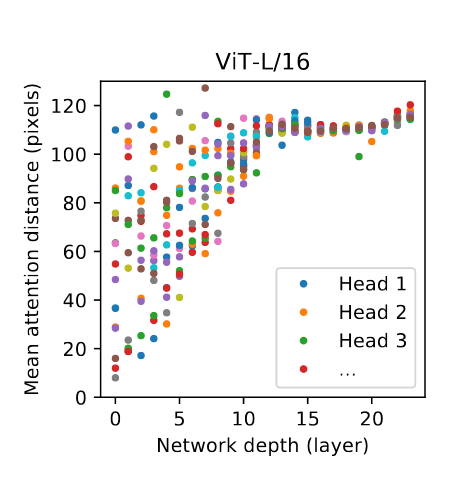 ViT-L/16
Mean attention distance (pixels)
120
100
80
60
40
20
0
Head 1
Head 2
Head 3
...
0 5 10 15 20
Network depth (layer)